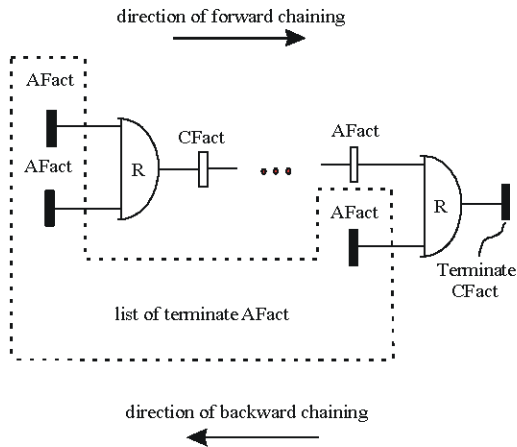 direction of forward chaining
AFact
AFact
R
CFact
AFact
AFact
R
Terminate
CFact
list of terminate AFact
direction of backward chaining